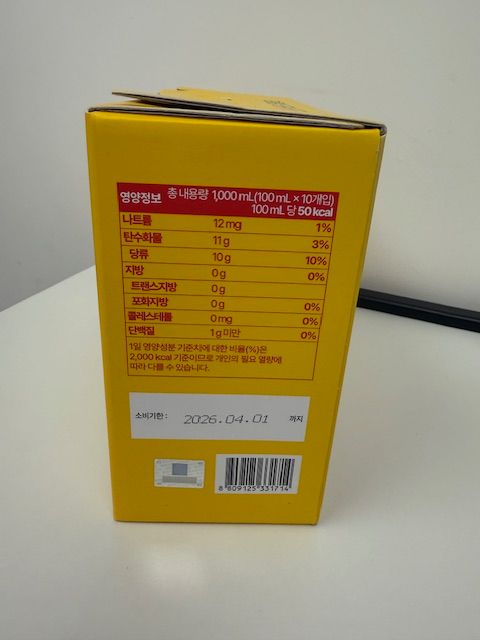 영양정보 총 내용량 1,000 mL(100 mL × 10개입)
100 mL 당 50 kcal
나트륨 12 mg 1%
탄수화물 11 g 3%
당류 10 g 10%
지방 0 g 0%
트랜스지방 0 g
포화지방 0 g 0%
콜레스테롤 0 mg 0%
단백질 1 g 미만 0%
1일 영양성분 기준치에 대한 비율(%)은
2,000 kcal 기준이므로 개인의 필요 열량에
따라 다를 수 있습니다.
소비기한 : 2026.04.01 까지
8 809125 331714